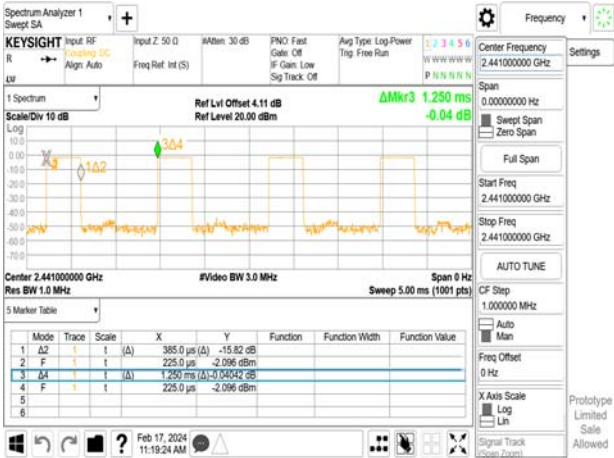 Spectrum Analyzer 1
Swept SA
Frequency
KEYSIGHT
R
Input: RF
Coupling: DC
Align: Auto
Input Z: 50 Ω
Freq Ref: Int (S)
#Atten: 30 dB
PNO: Fast
Gate: Off
IF Gain: Low
Sig Track: Off
Avg Type: Log-Power
Trig: Free Run
1 2 3 4 5 6
W W W W W W
P N N N N N
1 Spectrum
Scale/Div 10 dB
Ref Lvl Offset 4.11 dB
Ref Level 20.00 dBm
ΔMkr3 1.250 ms
-0.04 dB
Log
10.0
0.00
-10.0
-20.0
-30.0
-40.0
-50.0
-60.0
-70.0
1Δ2
3Δ4
Center 2.441000000 GHz
Res BW 1.0 MHz
#Video BW 3.0 MHz
Span 0 Hz
Sweep 5.00 ms (1001 pts)
5 Marker Table
Mode Trace Scale X Y Function Function Width Function Value
1 Δ2 1 t (Δ) 385.0 µs (Δ) -15.82 dB
2 F 1 t 225.0 µs -2.096 dBm
3 Δ4 1 t (Δ) 1.250 ms (Δ) -0.04042 dB
4 F 1 t 225.0 µs -2.096 dBm
5
6
?
Feb 17, 2024
11:19:24 AM
Center Frequency
2.441000000 GHz
Settings
Span
0.00000000 Hz
Swept Span
Zero Span
Full Span
Start Freq
2.441000000 GHz
Stop Freq
2.441000000 GHz
AUTO TUNE
CF Step
1.000000 MHz
Auto
Man
Freq Offset
0 Hz
X Axis Scale
Log
Lin
Signal Track
(Span Zoom)
Prototype
Limited
Sale
Allowed